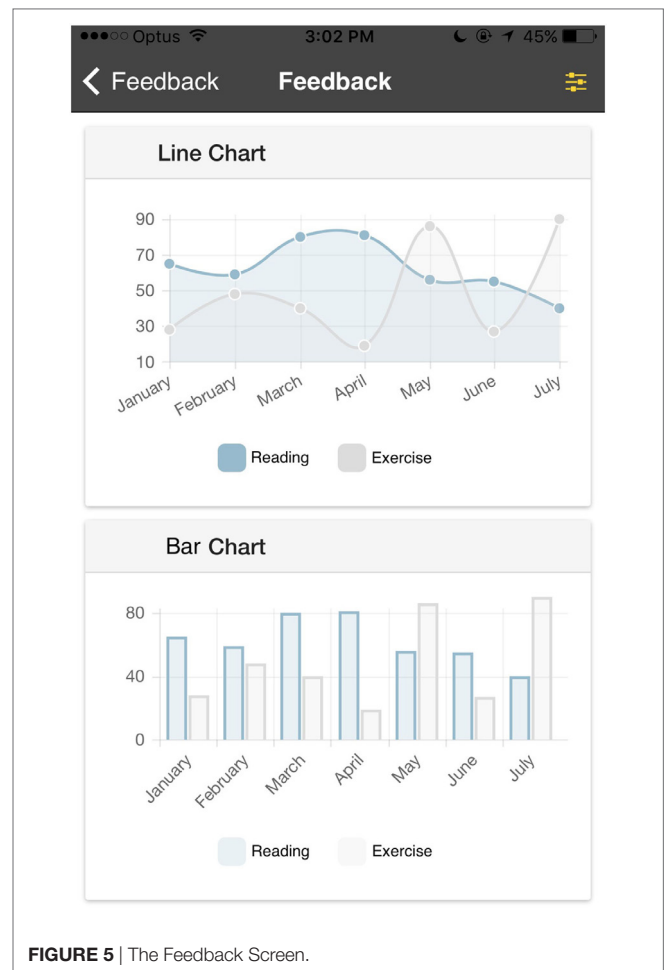 Optus 3:02 PM 45%
Feedback Feedback
Line Chart
90
70
50
30
10
January February March April May June July
Reading Exercise
Bar Chart
80
40
0
January February March April May June July
Reading Exercise
FIGURE 5 | The Feedback Screen.